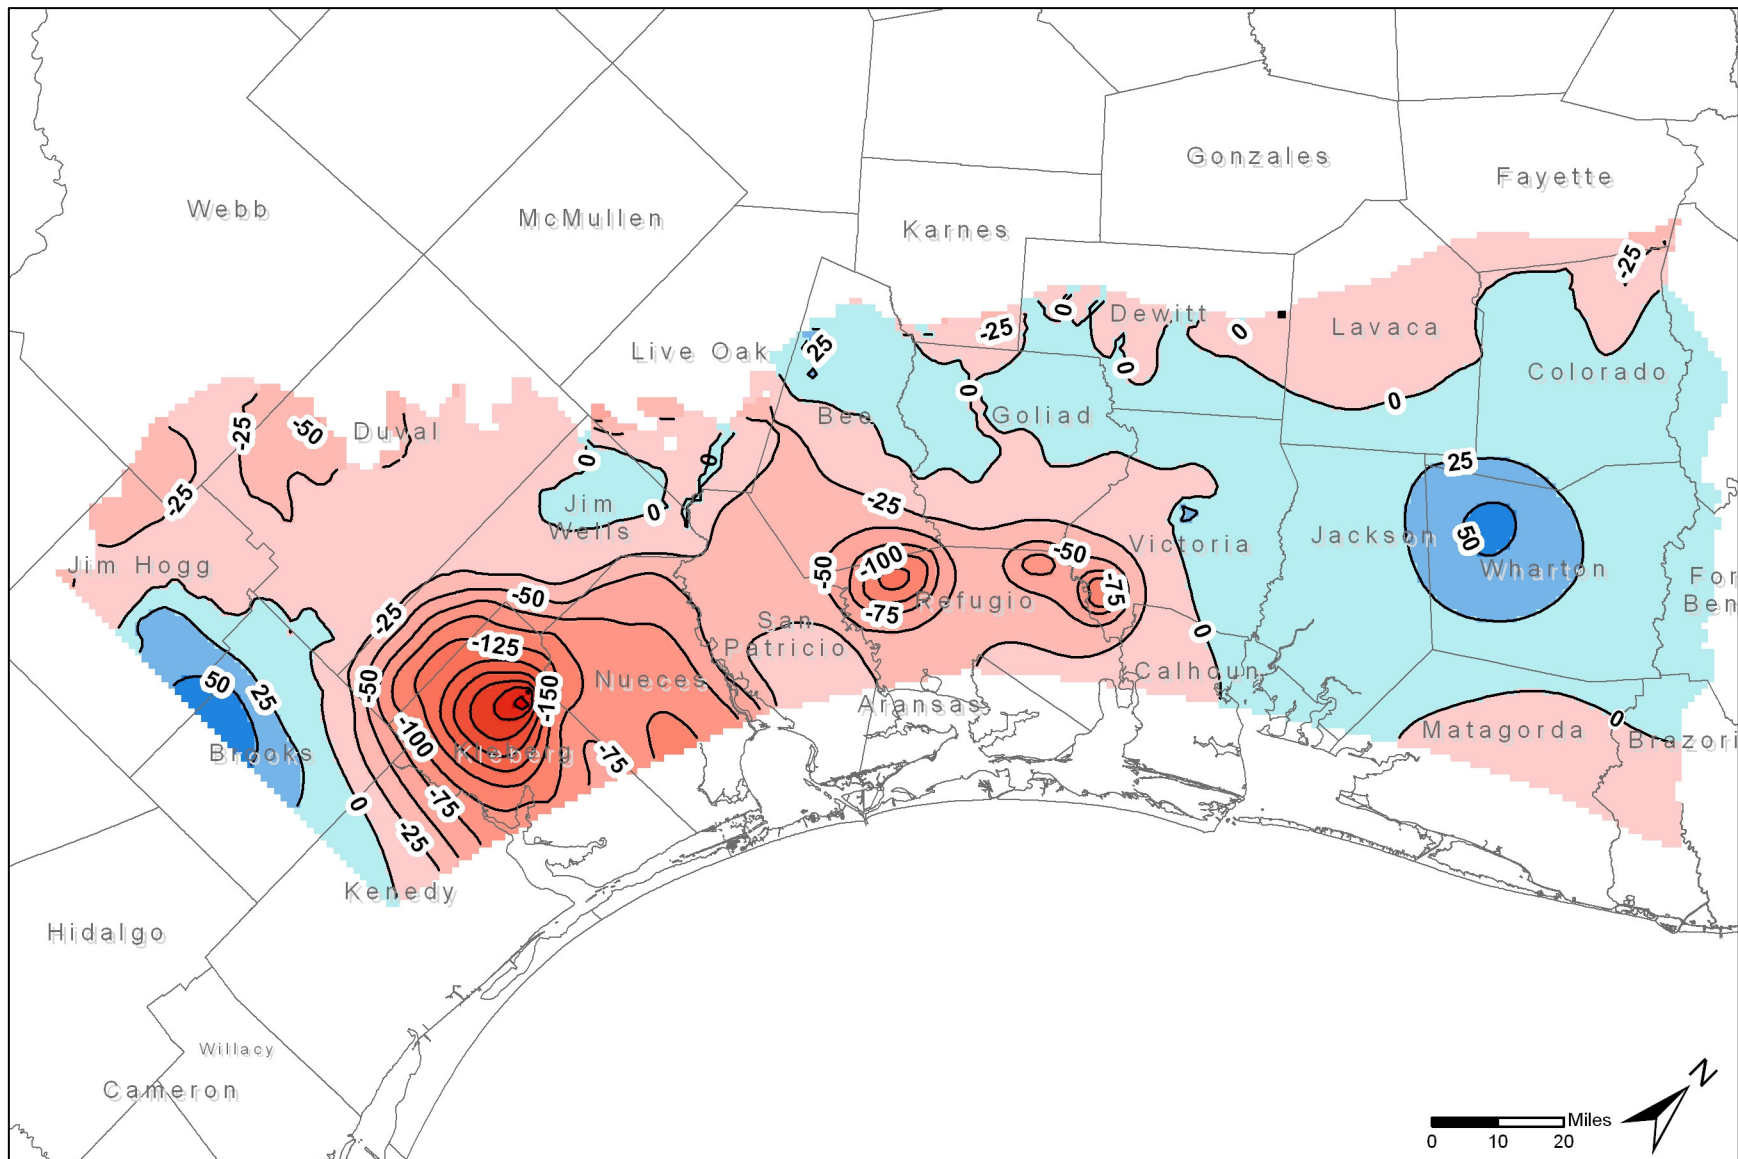 Gonzales
Fayette
Webb
McMullen
Karnes
-25
Dewitt
0
0
Lavaca
-25
25
Live Oak
0
Colorado
-25
-50
Duval
Bee
0
Goliad
0
0
0
25
-25
Jim
Wells
0
-25
50
Jackson
Victoria
-50
Jim Hogg
-50
-100
-75
Wharton
For
Ben
-25
-50
-75
Refugio
San
Patricio
0
-125
-50
50
25
-150
Nueces
Calhoun
Aransas
0
Matagorda
Brazori
-100
Brooks
Kleberg
-75
0
-75
-25
Kenedy
Hidalgo
Willacy
Cameron
N
Miles
0 10 20